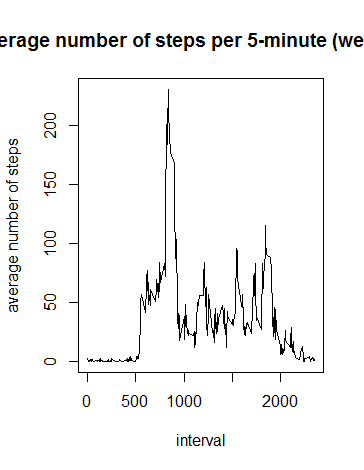 erage number of steps per 5-minute (we
average number of steps
200
150
100
50
0
0 500 1000 2000
interval